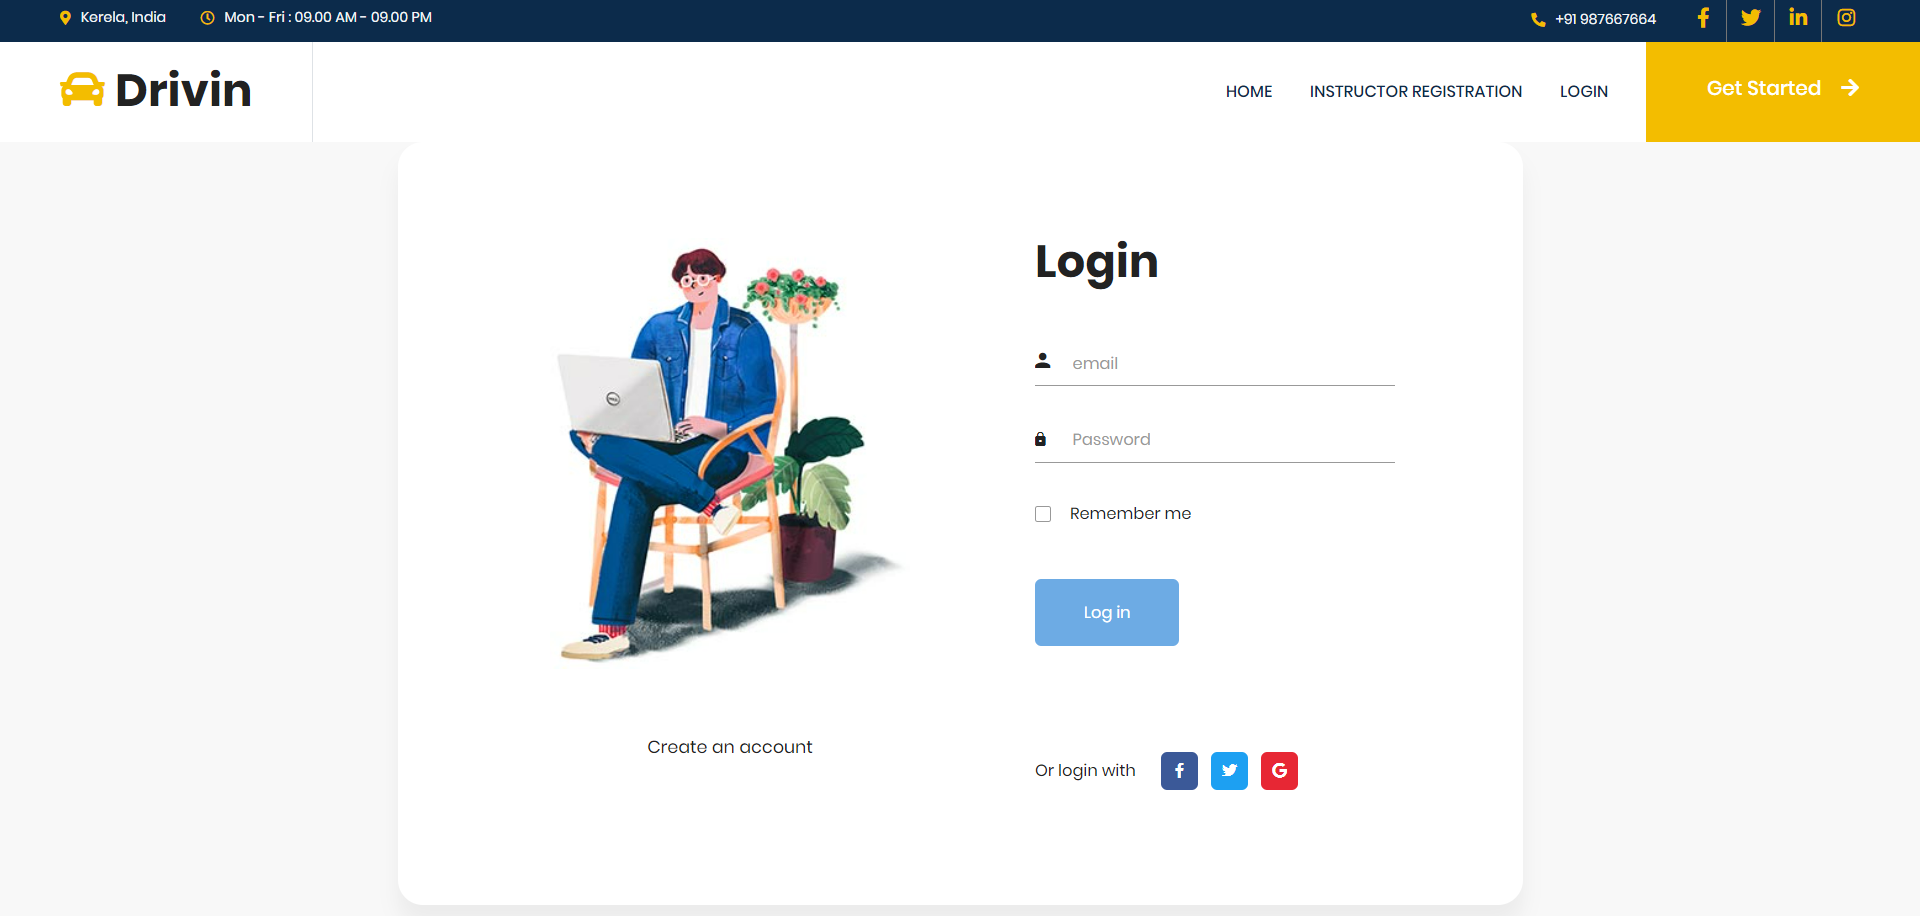 Kerela, India
Mon - Fri : 09.00 AM - 09.00 PM
+91 987667664
Drivin
HOME
INSTRUCTOR REGISTRATION
LOGIN
Get Started
Login
email
Password
Remember me
Log in
Create an account
Or login with